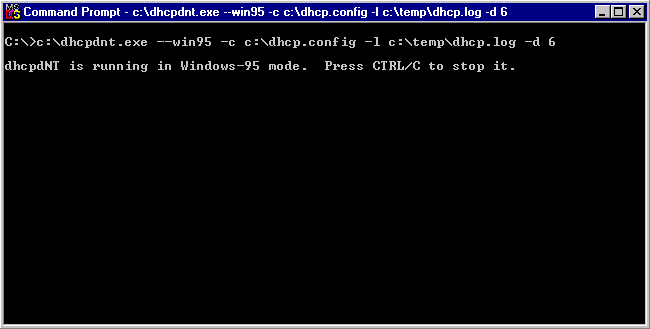 Command Prompt - c:\dhcpdnt.exe --win95 -c c:\dhcp.config -l c:\temp\dhcp.log -d 6
C:\>c:\dhcpdnt.exe --win95 -c c:\dhcp.config -l c:\temp\dhcp.log -d 6
dhcpdNT is running in Windows-95 mode.  Press CTRL/C to stop it.